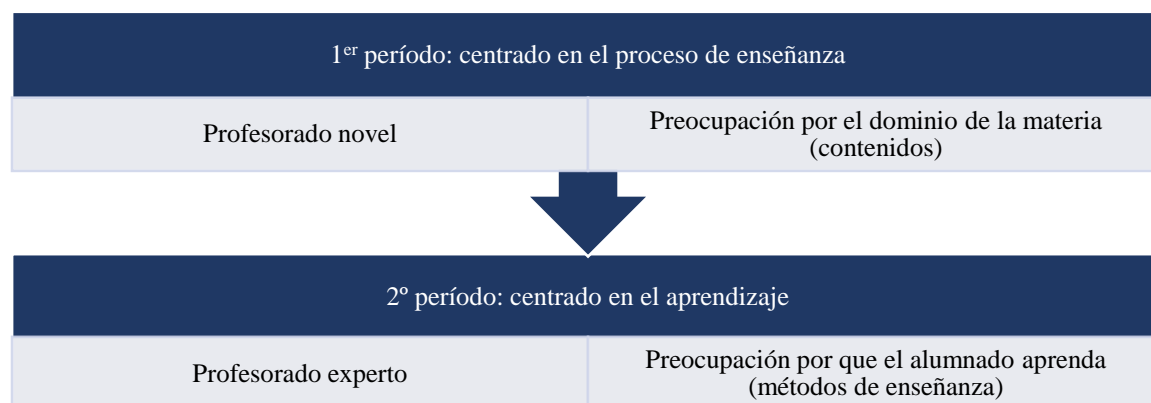 1er período: centrado en el proceso de enseñanza
Profesorado novel
Preocupación por el dominio de la materia
(contenidos)
2º período: centrado en el aprendizaje
Profesorado experto
Preocupación por que el alumnado aprenda
(métodos de enseñanza)